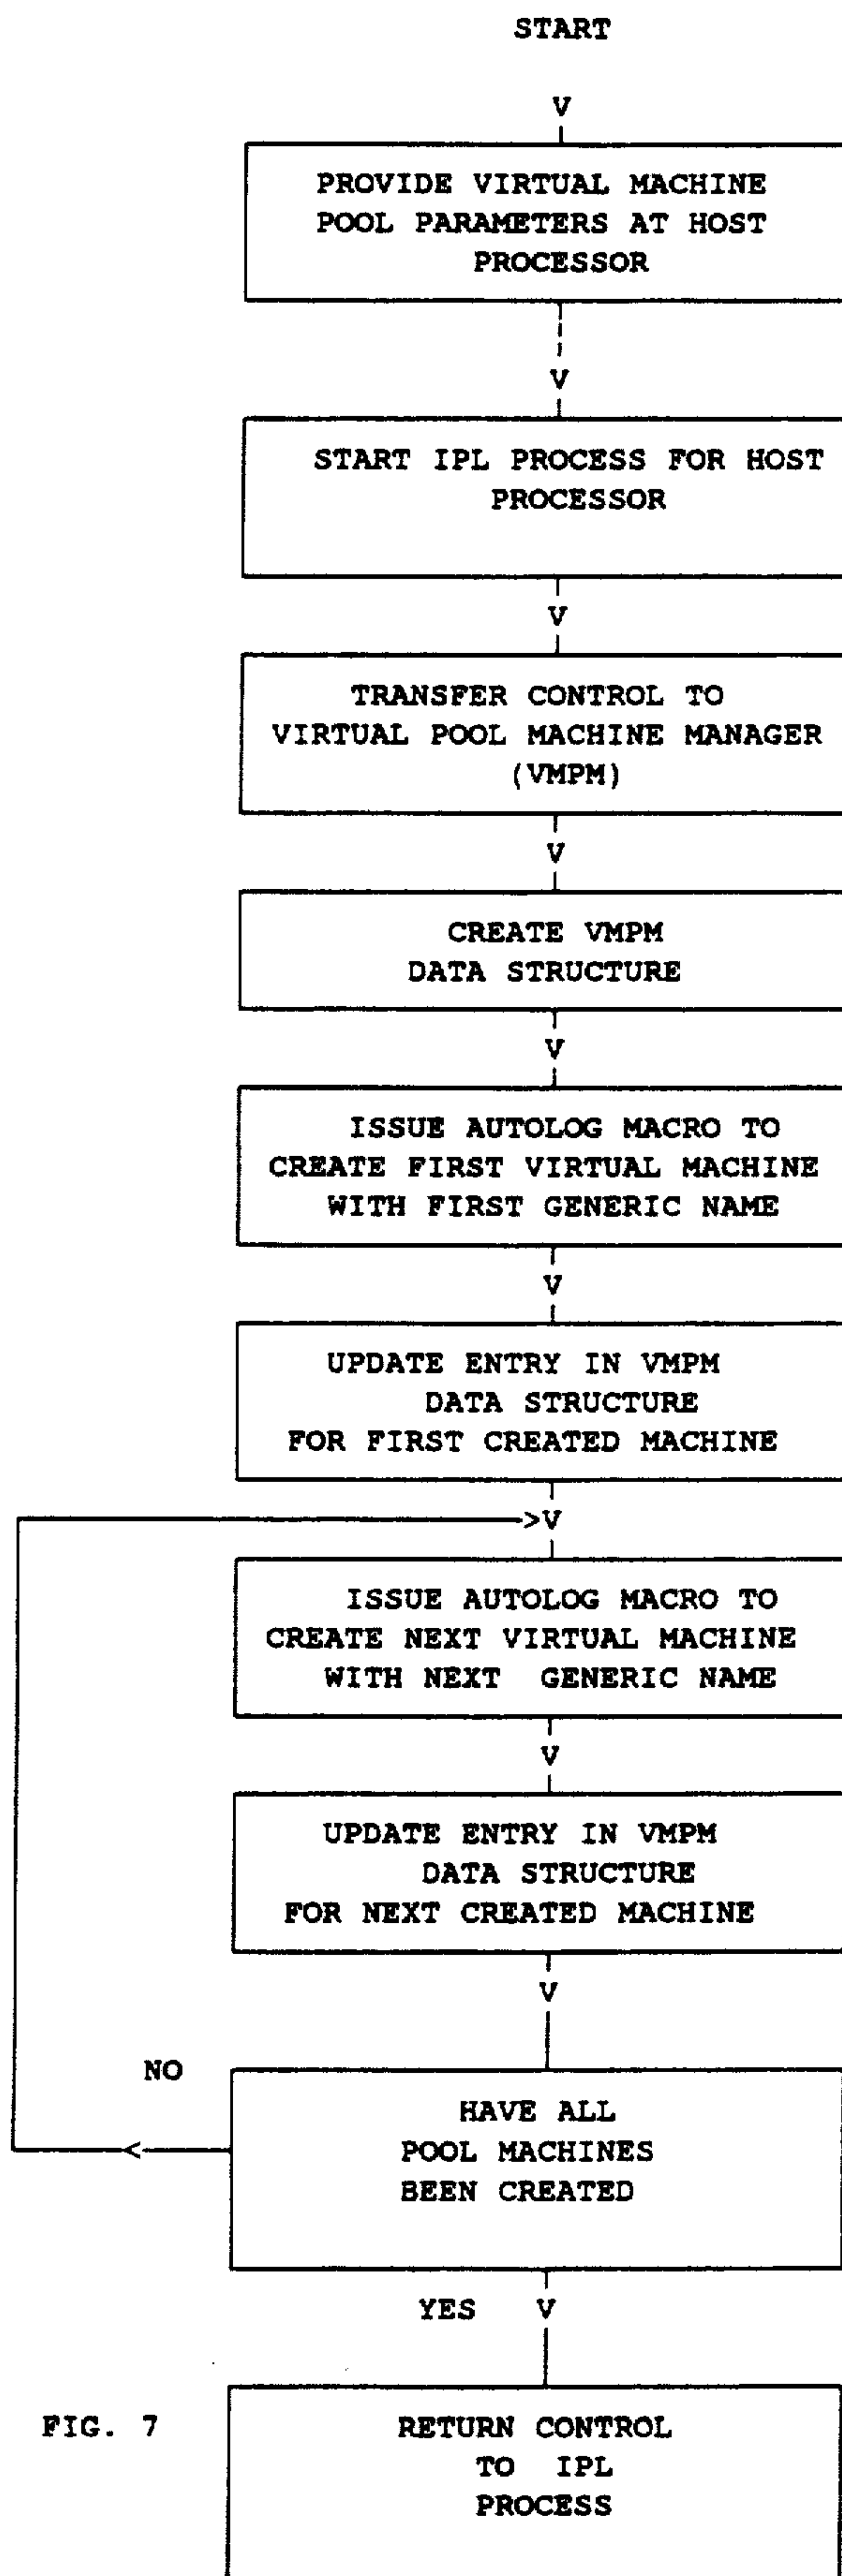 START
V
PROVIDE VIRTUAL MACHINE
POOL PARAMETERS AT HOST
PROCESSOR
V
START IPL PROCESS FOR HOST
PROCESSOR
V
TRANSFER CONTROL TO
VIRTUAL POOL MACHINE MANAGER
(VMPM)
V
CREATE VMPM
DATA STRUCTURE
V
ISSUE AUTOLOG MACRO TO
CREATE FIRST VIRTUAL MACHINE
WITH FIRST GENERIC NAME
V
UPDATE ENTRY IN VMPM
DATA STRUCTURE
FOR FIRST CREATED MACHINE
>V
ISSUE AUTOLOG MACRO TO
CREATE NEXT VIRTUAL MACHINE
WITH NEXT GENERIC NAME
V
UPDATE ENTRY IN VMPM
DATA STRUCTURE
FOR NEXT CREATED MACHINE
V
NO
HAVE ALL
<
POOL MACHINES
BEEN CREATED
YES V
FIG. 7
RETURN CONTROL
TO IPL
PROCESS